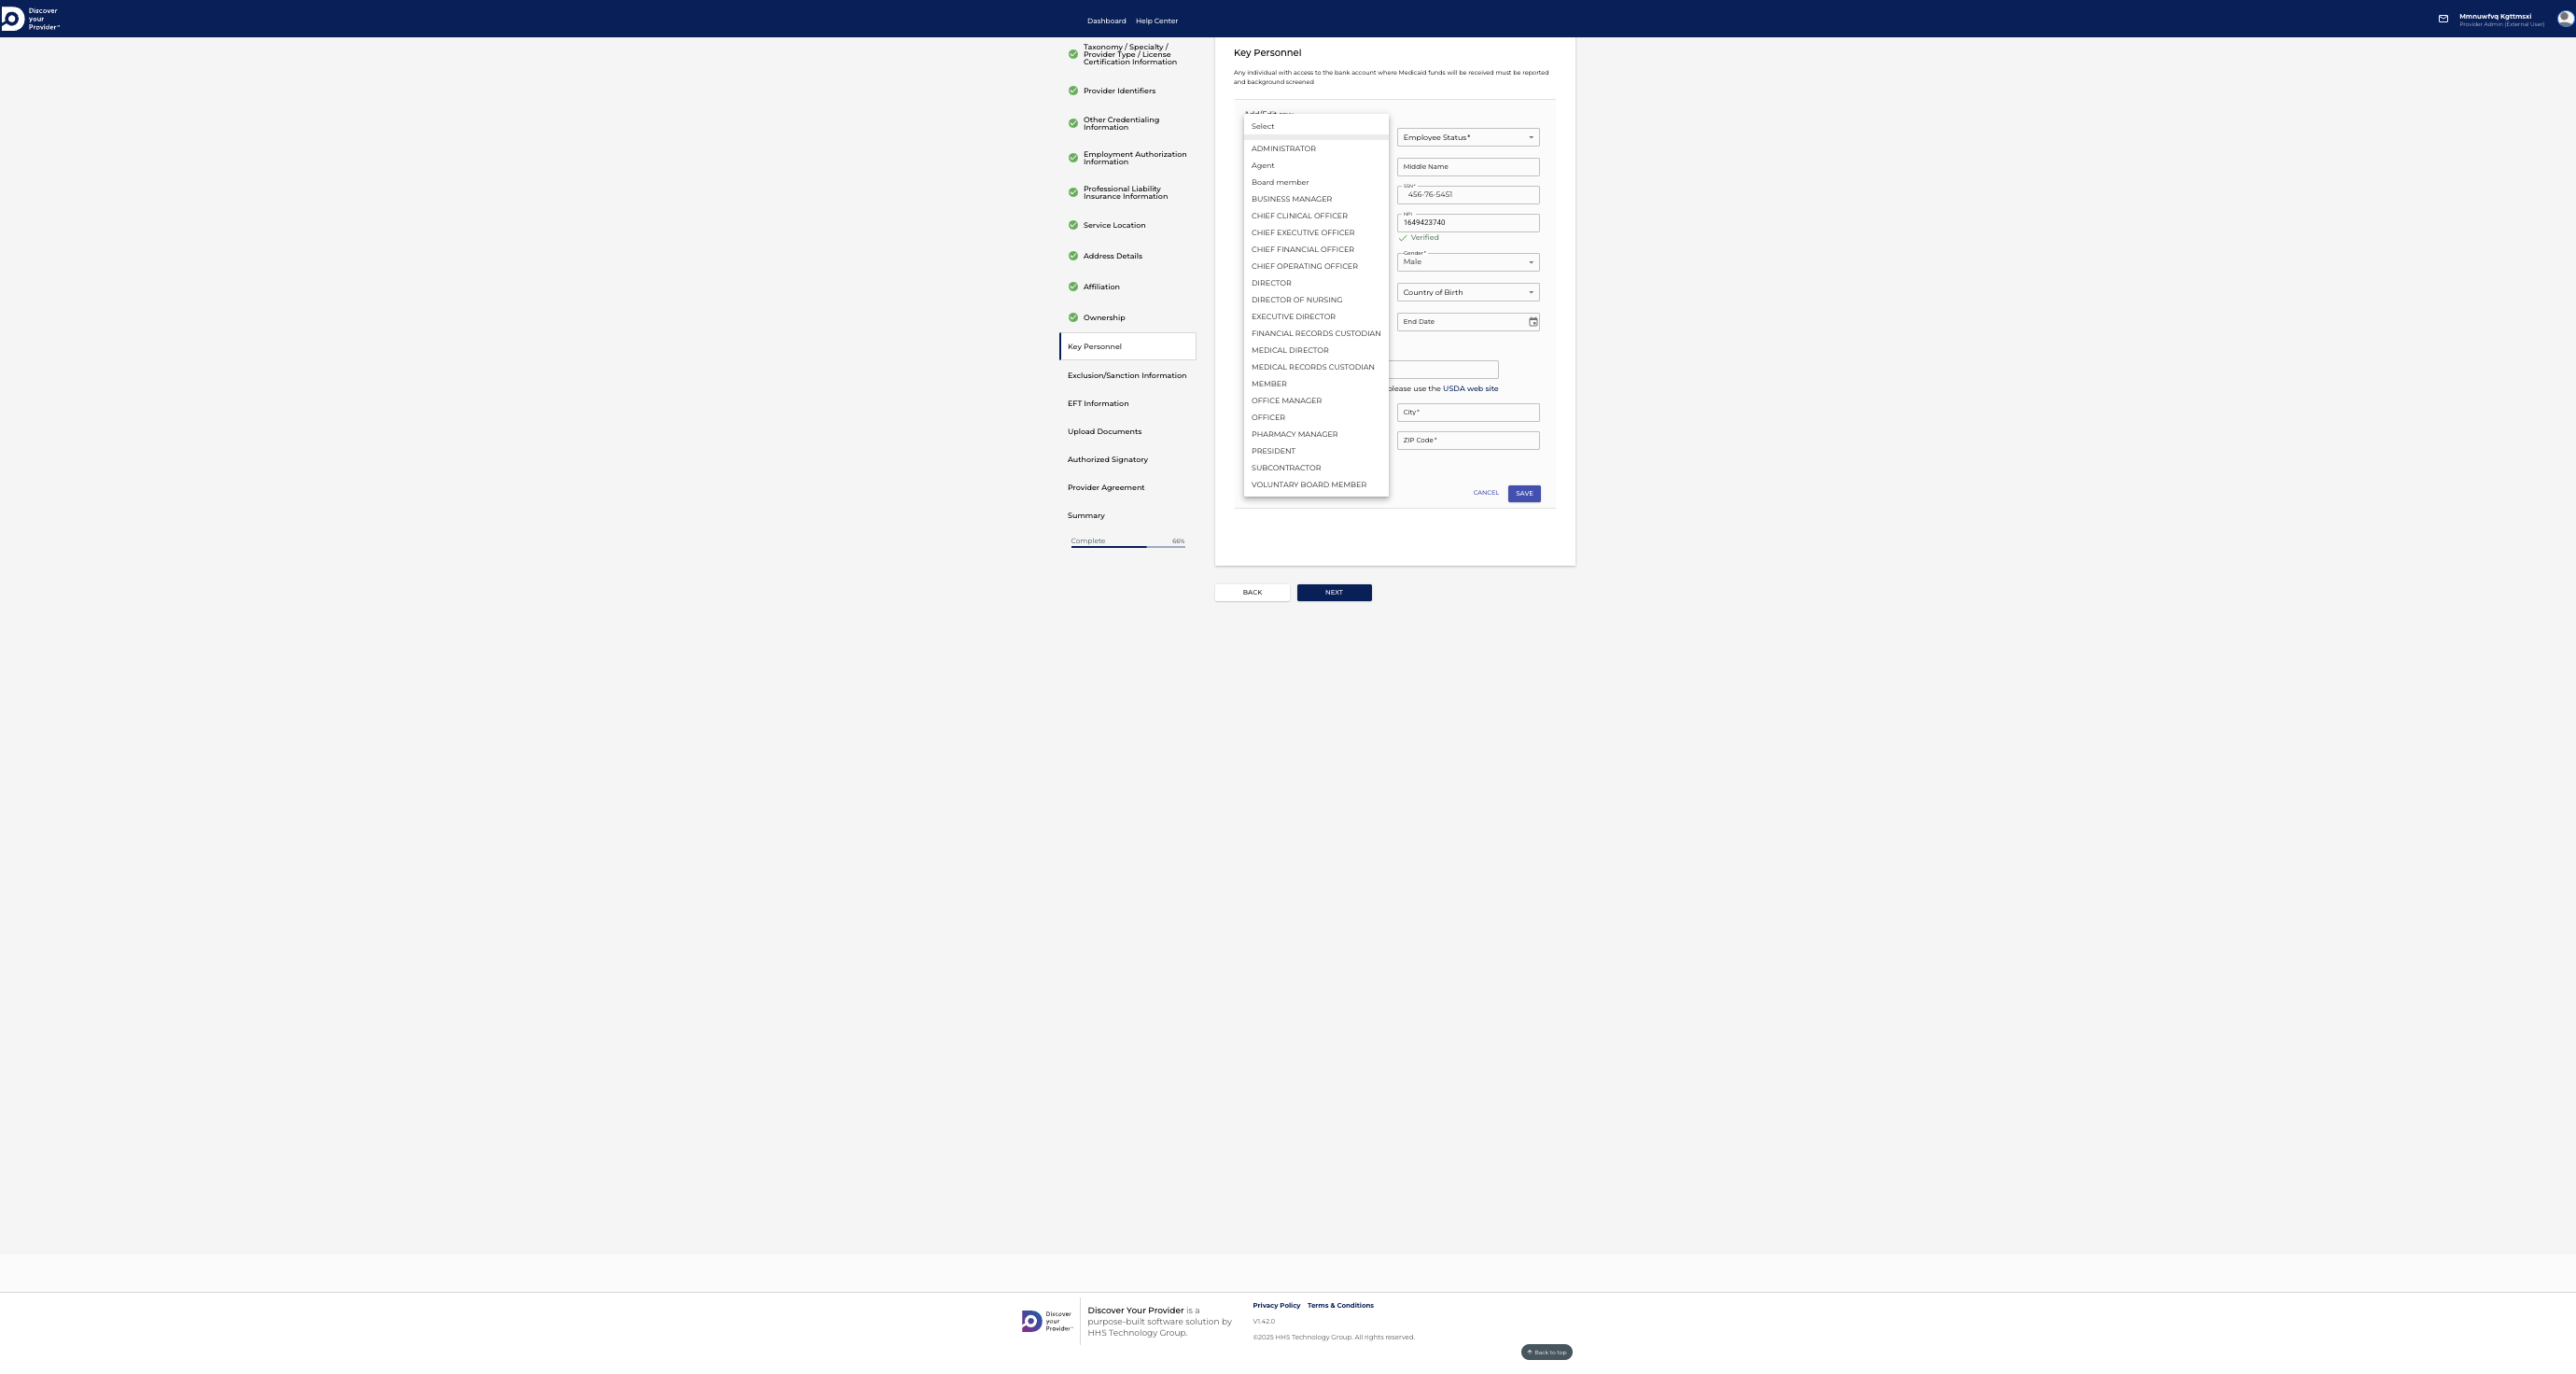 Discover
your
Provider™
Dashboard Help Center
Mmnuwfvq Kgttmsxi
Provider Admin (External User)
Taxonomy / Specialty /
Provider Type / License
Certification Information
Provider Identifiers
Other Credentialing
Information
Employment Authorization
Information
Professional Liability
Insurance Information
Service Location
Address Details
Affiliation
Ownership
Key Personnel
Exclusion/Sanction Information
EFT Information
Upload Documents
Authorized Signatory
Provider Agreement
Summary
Complete 66%
Key Personnel
Any individual with access to the bank account where Medicaid funds will be received must be reported
and background screened
Add/Edit row
Select
ADMINISTRATOR
Agent
Board member
BUSINESS MANAGER
CHIEF CLINICAL OFFICER
CHIEF EXECUTIVE OFFICER
CHIEF FINANCIAL OFFICER
CHIEF OPERATING OFFICER
DIRECTOR
DIRECTOR OF NURSING
EXECUTIVE DIRECTOR
FINANCIAL RECORDS CUSTODIAN
MEDICAL DIRECTOR
MEDICAL RECORDS CUSTODIAN
MEMBER
OFFICE MANAGER
OFFICER
PHARMACY MANAGER
PRESIDENT
SUBCONTRACTOR
VOLUNTARY BOARD MEMBER
Employee Status*
Middle Name
SSN*
456-76-5451
NPI
1649423740
Verified
Gender*
Male
Country of Birth
End Date
please use the USDA web site
City*
ZIP Code*
CANCEL SAVE
BACK NEXT
Discover
your
Provider™
Discover Your Provider is a
purpose-built software solution by
HHS Technology Group.
Privacy Policy Terms & Conditions
V1.42.0
©2025 HHS Technology Group. All rights reserved.
Back to top